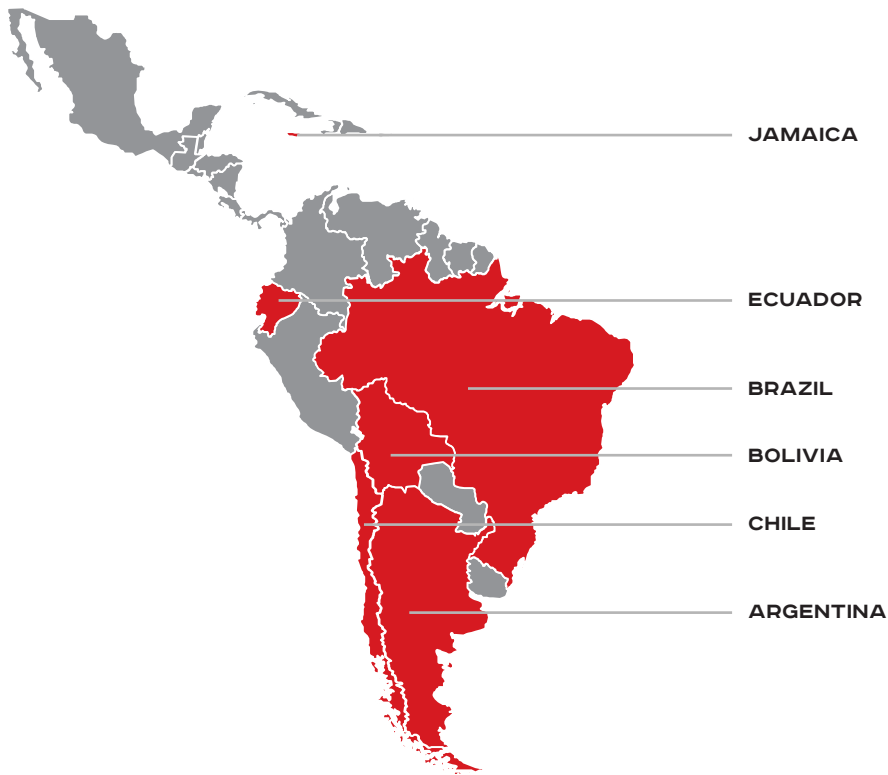 JAMAICA
ECUADOR
BRAZIL
BOLIVIA
CHILE
ARGENTINA